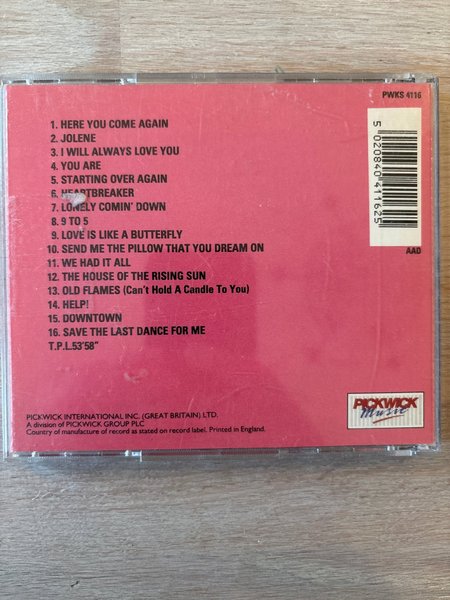 PWKS 4116
1. HERE YOU COME AGAIN
2. JOLENE
3. I WILL ALWAYS LOVE YOU
4. YOU ARE
5. STARTING OVER AGAIN
6. HEARTBREAKER
7. LONELY COMIN' DOWN
8. 9 TO 5
9. LOVE IS LIKE A BUTTERFLY
10. SEND ME THE PILLOW THAT YOU DREAM ON
11. WE HAD IT ALL
12. THE HOUSE OF THE RISING SUN
13. OLD FLAMES (Can't Hold A Candle To You)
14. HELP!
15. DOWNTOWN
16. SAVE THE LAST DANCE FOR ME
T.P.L.53'58"
5 020840 411625
AAD
PICKWICK INTERNATIONAL INC. (GREAT BRITAIN) LTD.
A division of PICKWICK GROUP PLC
Country of manufacture of record as stated on record label. Printed in England.
PICKWICK
Music